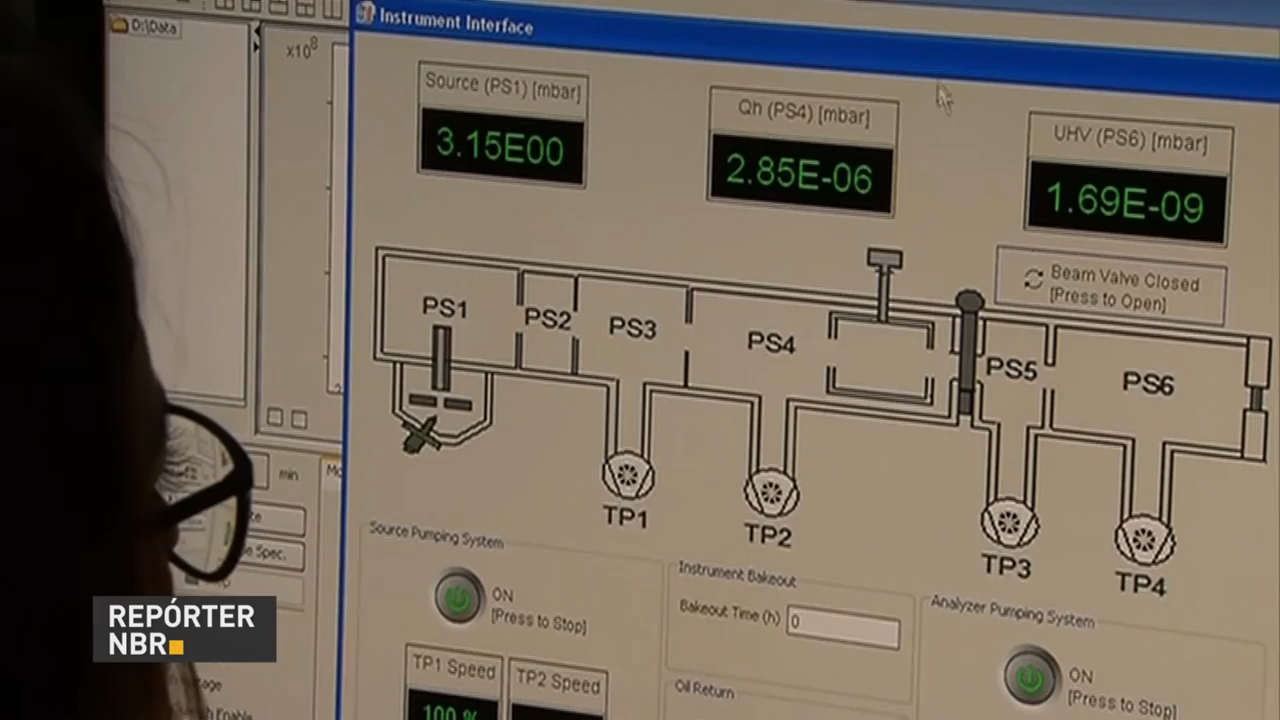 Instrument Interface
D:\Data
x10⁸
Source (PS1) [mbar]
3.15E00
Qh (PS4) [mbar]
2.85E-06
UHV (PS6) [mbar]
1.69E-09
Beam Valve Closed
[Press to Open]
PS1
PS2
PS3
PS4
PS5
PS6
TP1
TP2
TP3
TP4
min
Spec.
Source Pumping System
ON
[Press to Stop]
TP1 Speed
100 %
TP2 Speed
Instrument Bakeout
Bakeout Time (h)
0
Oil Return
Analyzer Pumping System
ON
[Press to Stop]
Enable
REPÓRTER
NBR